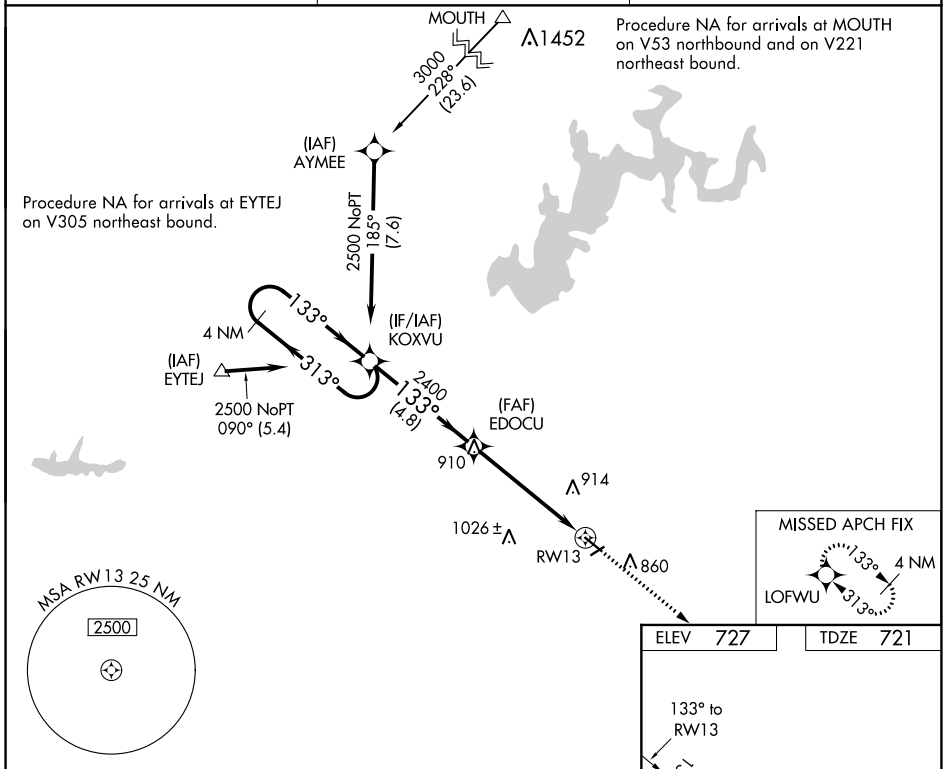 MOUTH
1452
Procedure NA for arrivals at MOUTH
on V53 northbound and on V221
northeast bound.
3000
228°
(23.6)
(IAF)
AYMEE
Procedure NA for arrivals at EYTEJ
on V305 northeast bound.
2500 NoPT
185°
(7.6)
133°
4 NM
313°
(IF/IAF)
KOXVU
(IAF)
EYTEJ
2500 NoPT
090° (5.4)
2400
133°
(4.8)
(FAF)
EDOCU
910
914
1026 ±
RW13
860
MISSED APCH FIX
133°
4 NM
LOFWU
313°
MSA RW13 25 NM
2500
ELEV 727
TDZE 721
133° to
RW13